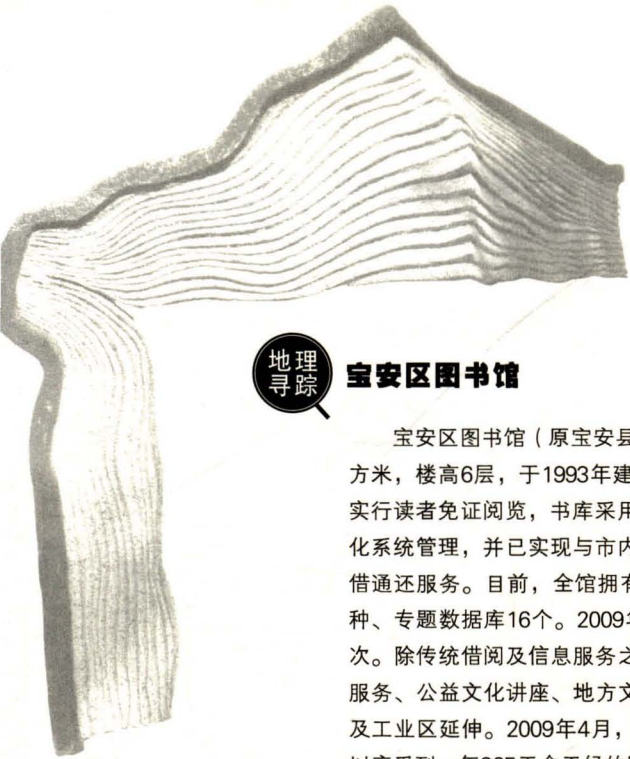 地理
寻踪
宝安区图书馆
宝安区图书馆（原宝安县
方米，楼高6层，于1993年建
实行读者免证阅览，书库采用
化系统管理，并已实现与市内
借通还服务。目前，全馆拥有
种、专题数据库16个。2009年
次。除传统借阅及信息服务之
服务、公益文化讲座、地方文
及工业区延伸。2009年4月，